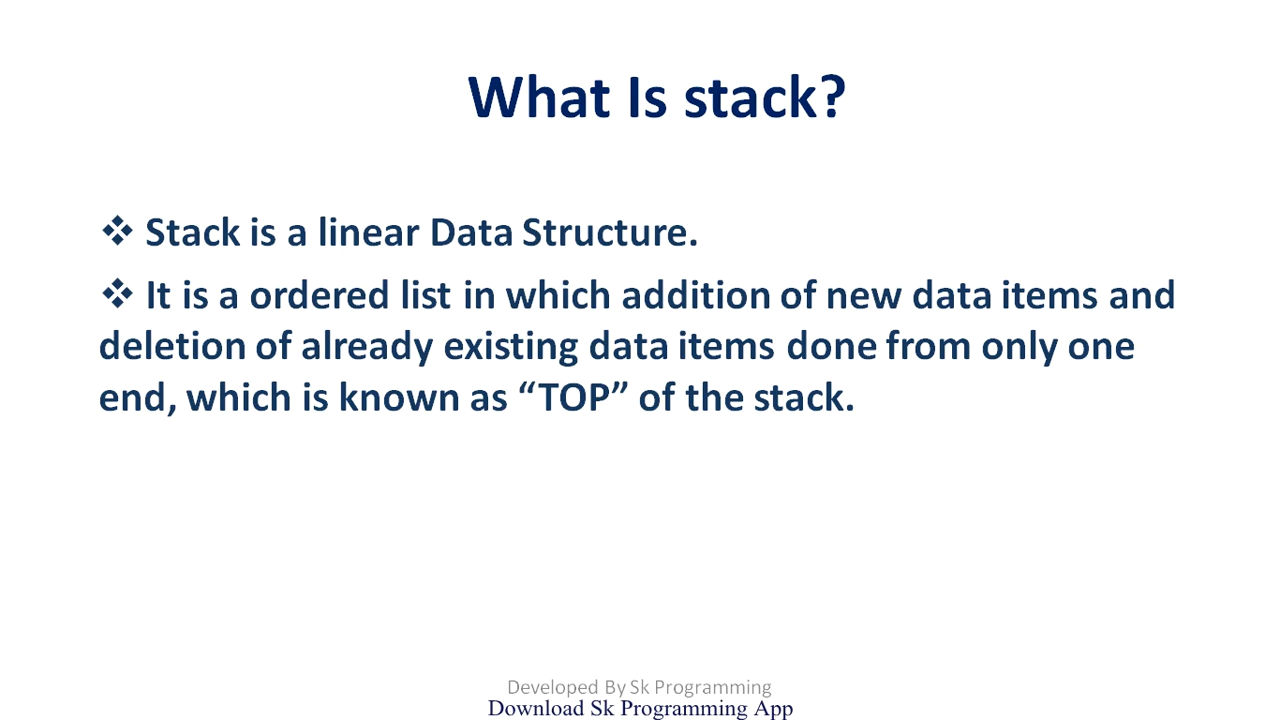 What Is stack?
❖ Stack is a linear Data Structure.
❖ It is a ordered list in which addition of new data items and
deletion of already existing data items done from only one
end, which is known as “TOP” of the stack.
Developed By Sk Programming
Download Sk Programming App